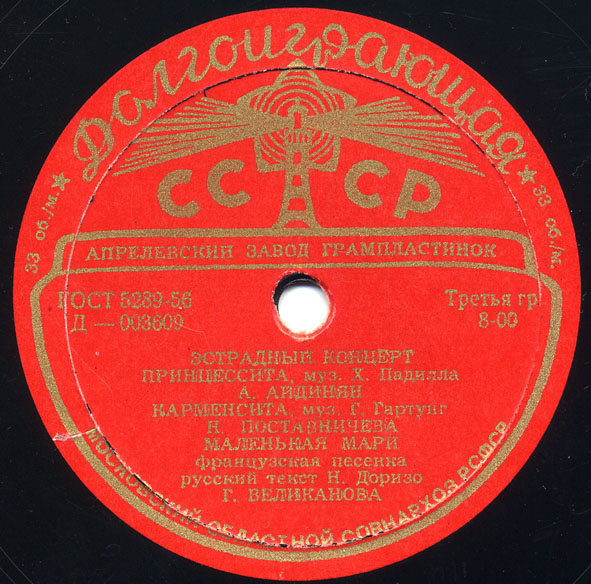 Долгоиграющая
33 об./м.
33 об./м.
СССР
АПРЕЛЕВСКИЙ ЗАВОД ГРАМПЛАСТИНОК
ГОСТ 5289-56
Третья гр.
Д — 003609
8-00
ЭСТРАДНЫЙ КОНЦЕРТ
ПРИНЦЕССИТА, муз. Х. Падилла
А. АЙДИНЯН
КАРМЕНСИТА, муз. Г. Гартунг
Н. ПОСТАВНИЧЕВА
МАЛЕНЬКАЯ МАРИ
французская песенка
русский текст Н. Доризо
Г. ВЕЛИКАНОВА
МОСКОВСКИЙ ОБЛАСТНОЙ СОВНАРХОЗ РСФСР